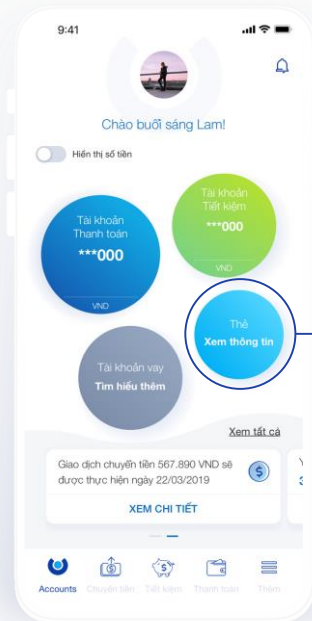 9:41
Chào buổi sáng Lam!
Hiển thị số tiền
Tài khoản
Tiết kiệm
***000
VND
Tài khoản
Thanh toán
***000
VND
Thẻ
Xem thông tin
Tài khoản vay
Tìm hiểu thêm
Xem tất cả
Giao dịch chuyển tiền 567.890 VND sẽ
được thực hiện ngày 22/03/2019
XEM CHI TIẾT
Accounts
Chuyển tiền
Tiết kiệm
Thanh toán
Thêm